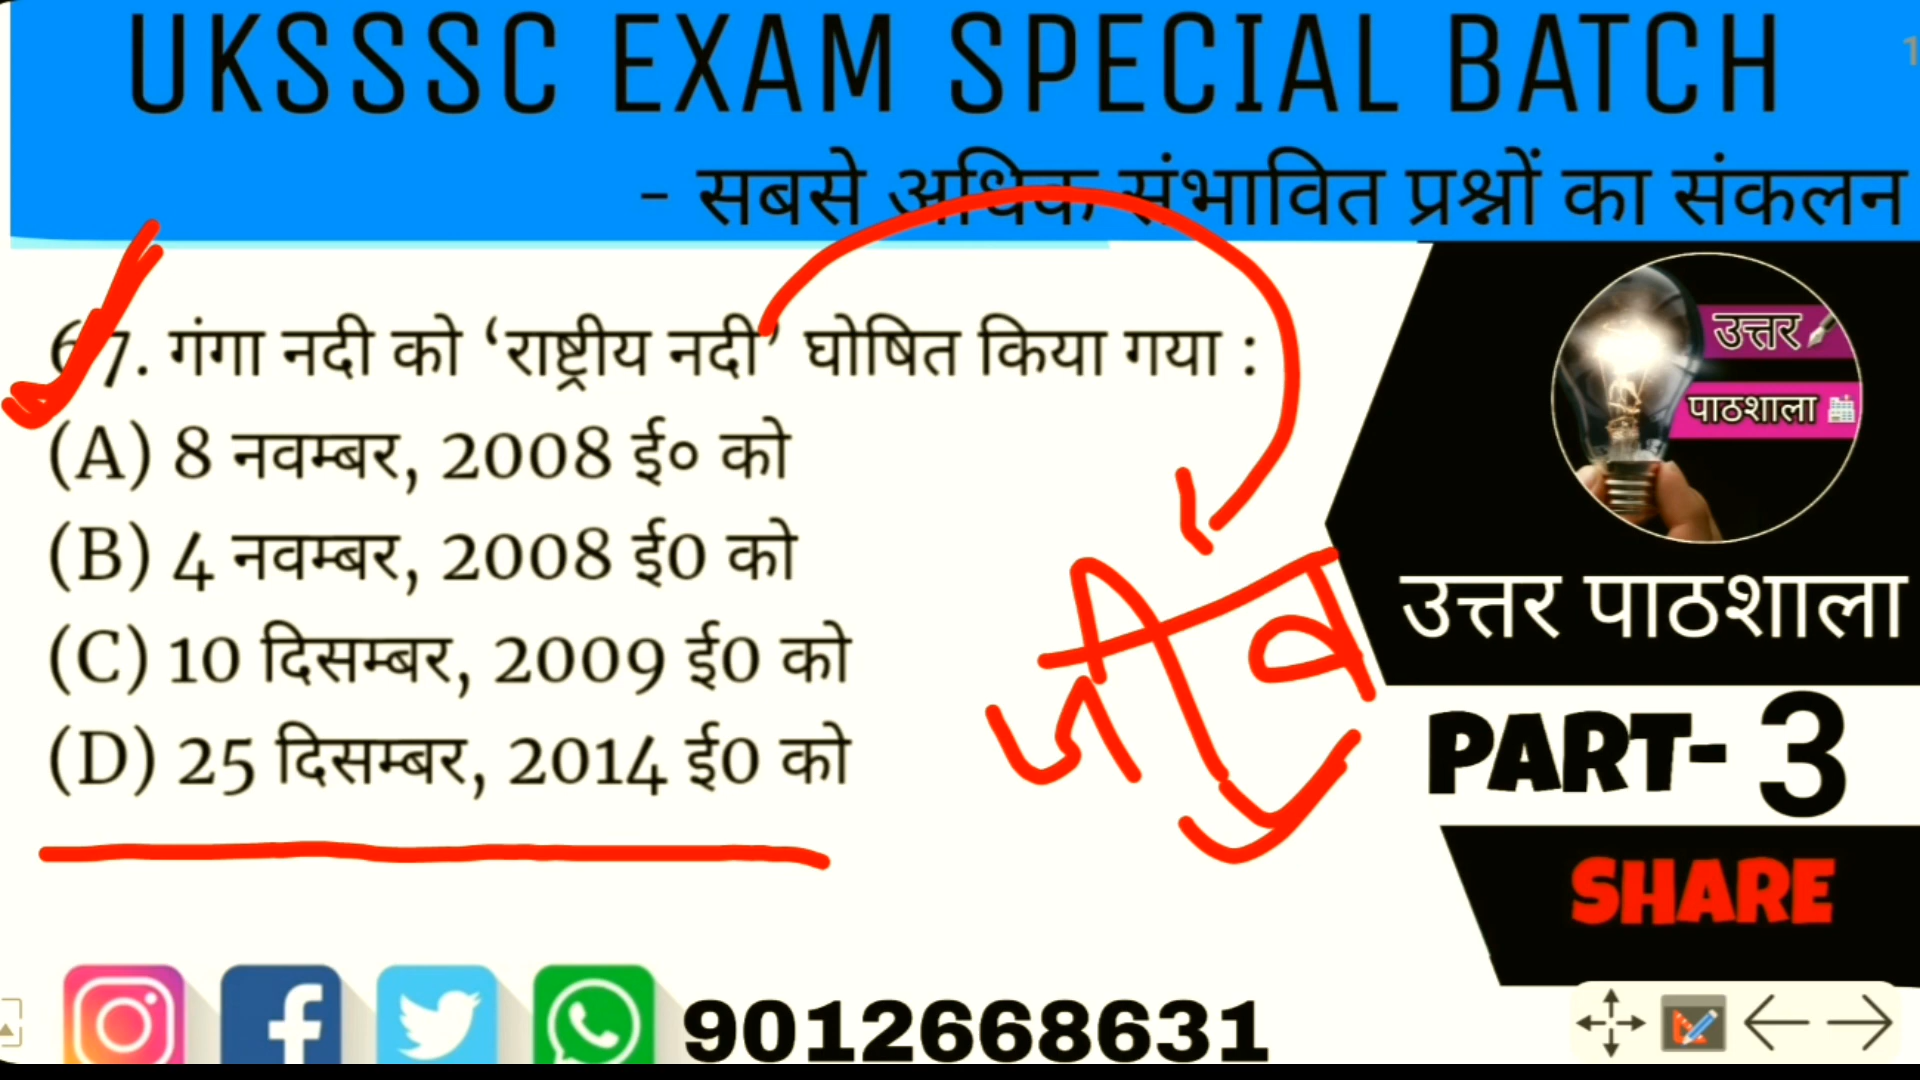 UKSSSC EXAM SPECIAL BATCH
1
- सबसे अधिक संभावित प्रश्नों का संकलन
67. गंगा नदी को ‘राष्ट्रीय नदी’ घोषित किया गया :
(A) 8 नवम्बर, 2008 ई० को
(B) 4 नवम्बर, 2008 ई0 को
(C) 10 दिसम्बर, 2009 ई0 को
(D) 25 दिसम्बर, 2014 ई0 को
जीव
उत्तर
पाठशाला
उत्तर पाठशाला
PART- 3
SHARE
9012668631